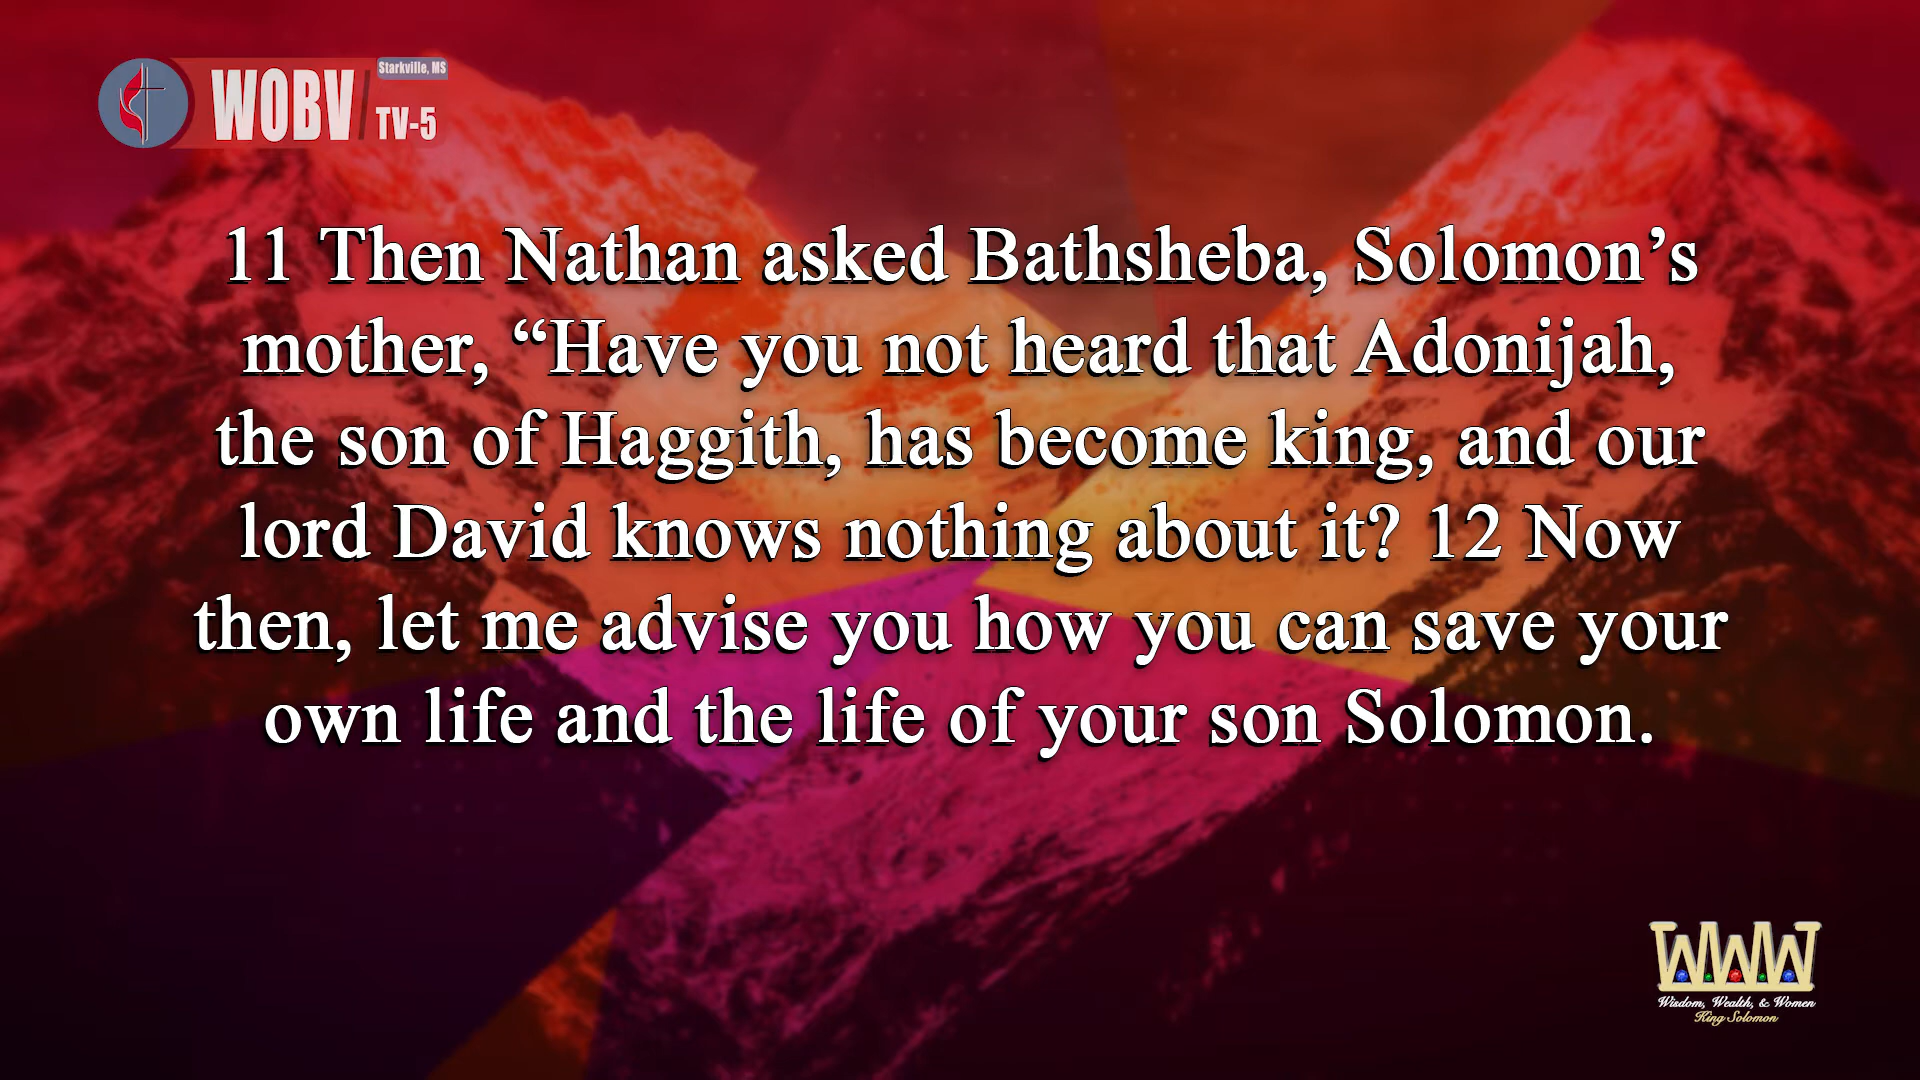 Starkville, MS
WOBV
TV-5
11 Then Nathan asked Bathsheba, Solomon’s
mother, “Have you not heard that Adonijah,
the son of Haggith, has become king, and our
lord David knows nothing about it? 12 Now
then, let me advise you how you can save your
own life and the life of your son Solomon.
WWW
Wisdom, Wealth, & Women
King Solomon